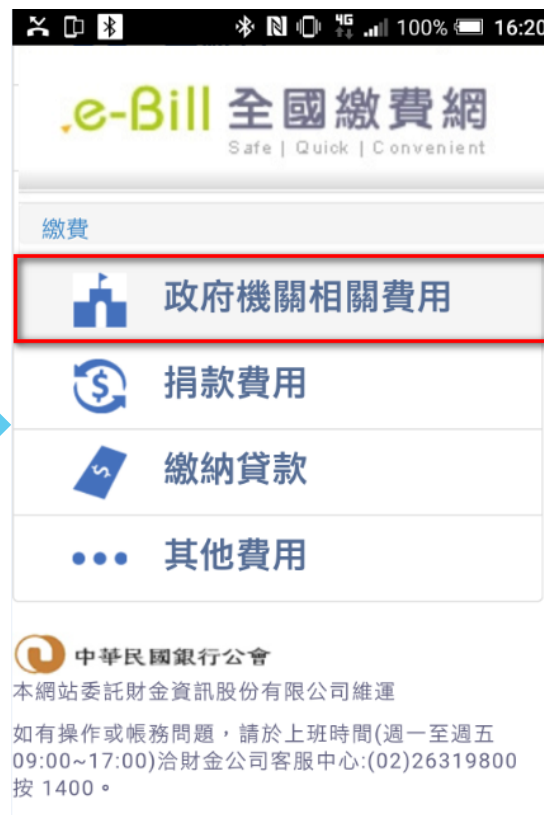 4G 100% 16:20
e-Bill 全國繳費網
Safe | Quick | Convenient
繳費
政府機關相關費用
捐款費用
繳納貸款
其他費用
中華民國銀行公會
本網站委託財金資訊股份有限公司維運
如有操作或帳務問題，請於上班時間(週一至週五
09:00~17:00)洽財金公司客服中心:(02)26319800
按 1400。